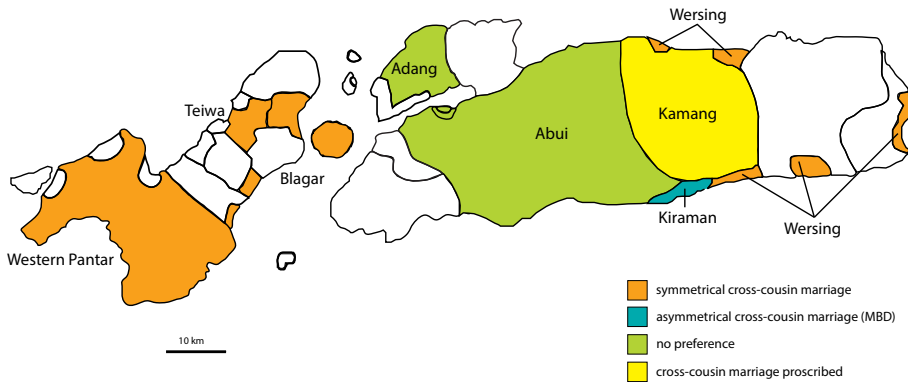 Wersing
Adang
Teiwa
Kamang
Abui
Blagar
Kiraman
Wersing
Western Pantar
symmetrical cross-cousin marriage
asymmetrical cross-cousin marriage (MBD)
no preference
cross-cousin marriage proscribed
10 km